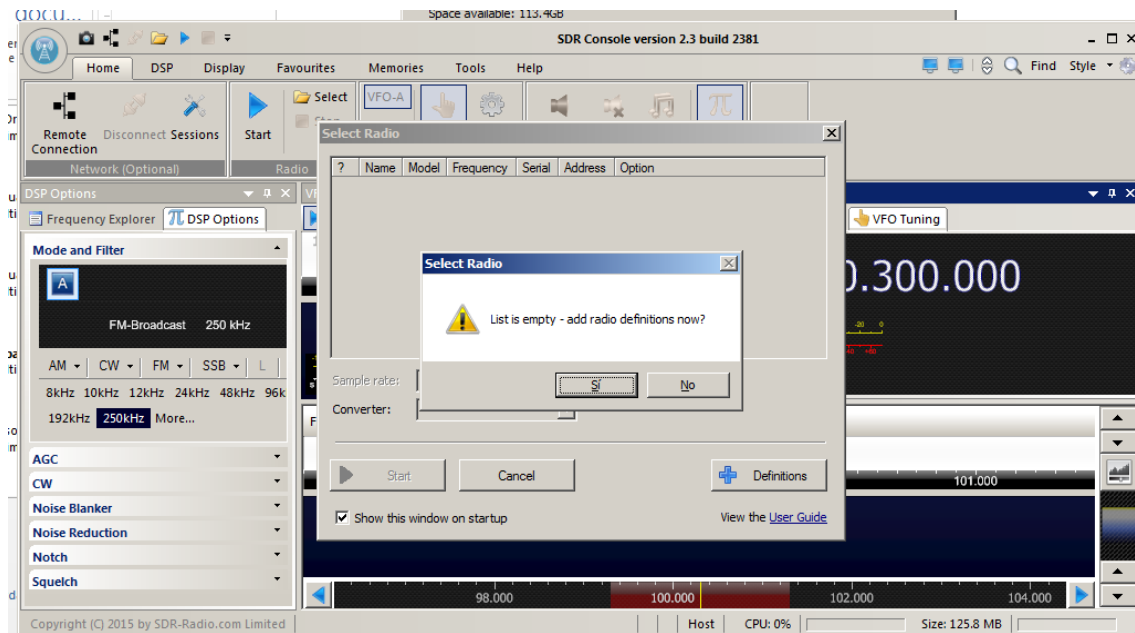 Space available: 113.4GB
SDR Console version 2.3 build 2381
Home DSP Display Favourites Memories Tools Help Find Style
Select VFO-A
Remote Connection Disconnect Sessions Start
Network (Optional) Radio
DSP Options
Frequency Explorer DSP Options VFO Tuning
Mode and Filter
A
FM-Broadcast 250 kHz
AM CW FM SSB L
8kHz 10kHz 12kHz 24kHz 48kHz 96k
192kHz 250kHz More...
AGC
CW
Noise Blanker
Noise Reduction
Notch
Squelch
Select Radio
? Name Model Frequency Serial Address Option
Select Radio
List is empty - add radio definitions now?
Sí No
Sample rate:
Converter:
Start Cancel Definitions
Show this window on startup View the User Guide
0.300.000
-20 0
+60
101.000
98.000 100.000 102.000 104.000
Copyright (C) 2015 by SDR-Radio.com Limited Host CPU: 0% Size: 125.8 MB